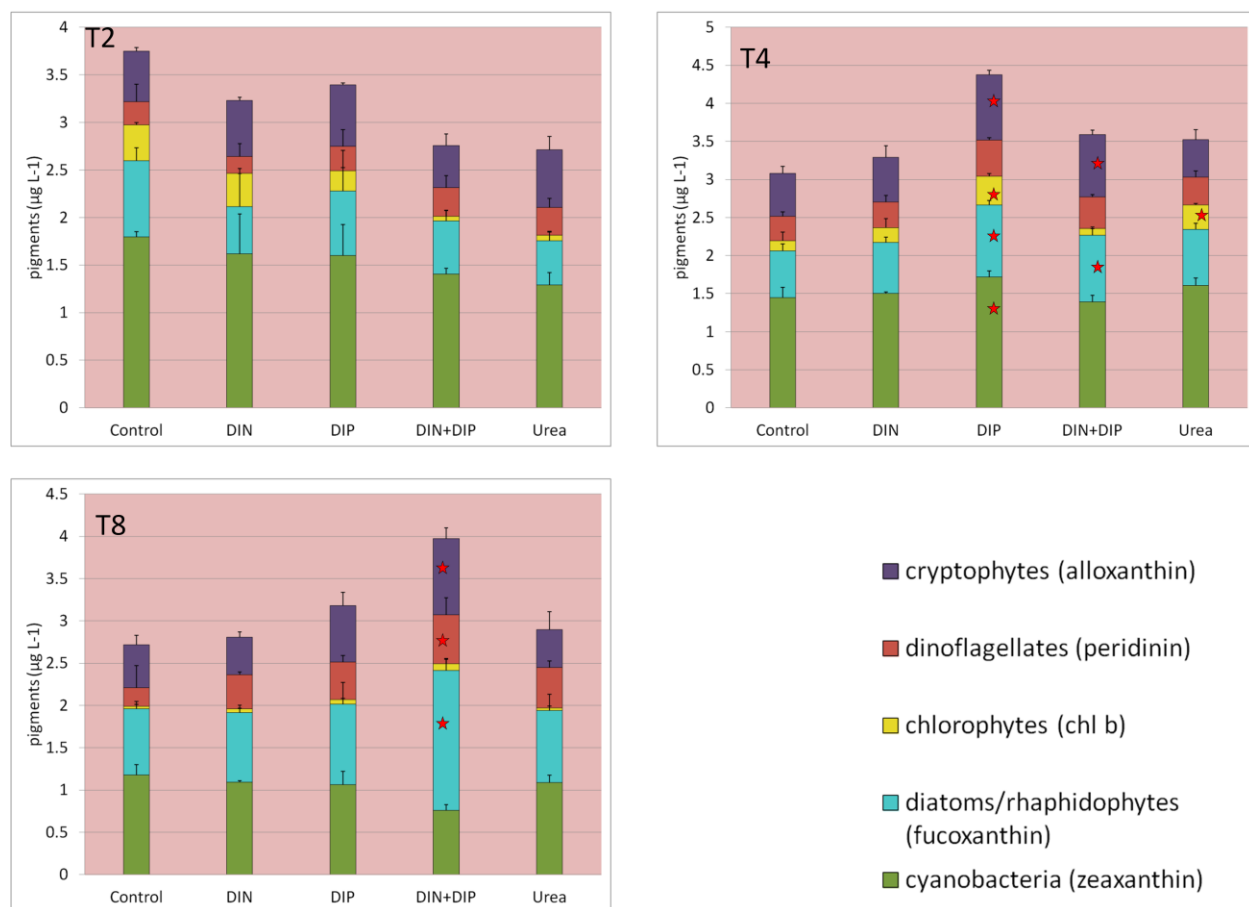 T2
pigments (µg L-1)
4
3.5
3
2.5
2
1.5
1
0.5
0
Control DIN DIP DIN+DIP Urea
T4
pigments (µg L-1)
5
4.5
4
3.5
3
2.5
2
1.5
1
0.5
0
Control DIN DIP DIN+DIP Urea
T8
pigments (µg L-1)
4.5
4
3.5
3
2.5
2
1.5
1
0.5
0
Control DIN DIP DIN+DIP Urea
cryptophytes (alloxanthin)
dinoflagellates (peridinin)
chlorophytes (chl b)
diatoms/rhaphidophytes
(fucoxanthin)
cyanobacteria (zeaxanthin)